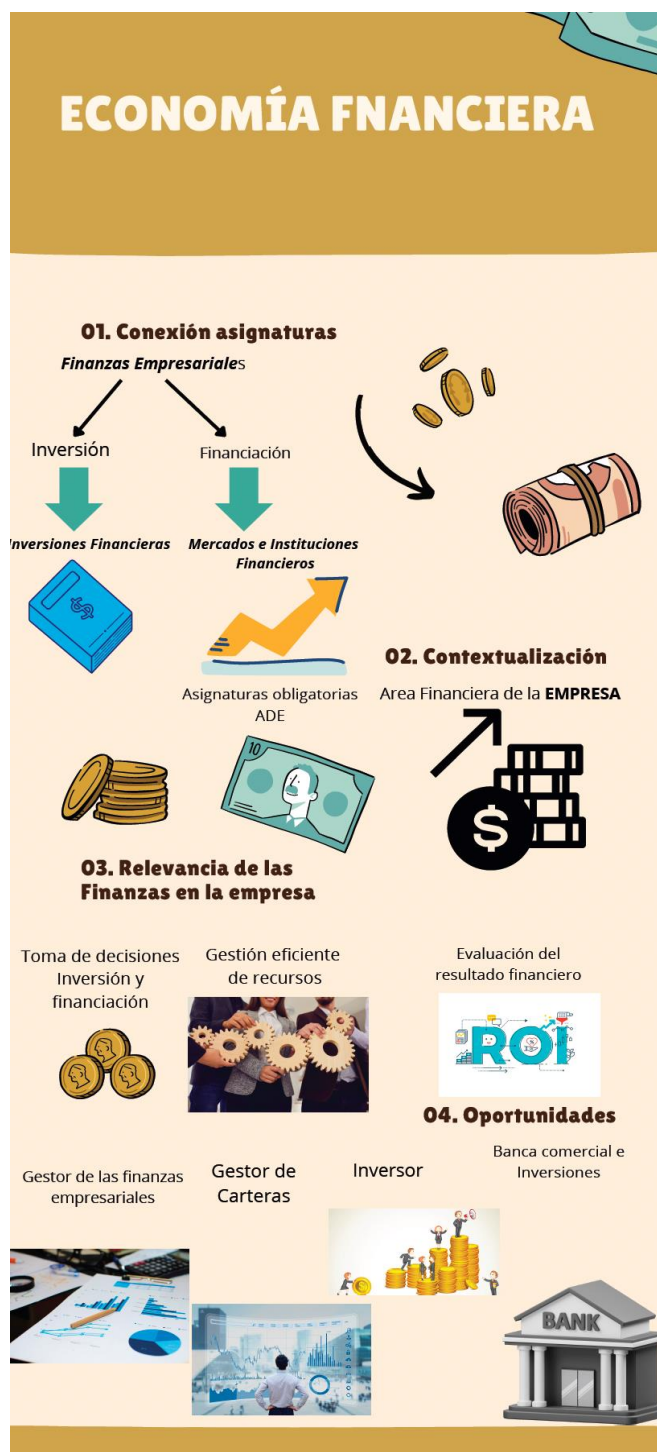 ECONOMÍA FNANCIERA
01. Conexión asignaturas
Finanzas Empresariales
Inversión
Financiación
nversiones Financieras
Mercados e Instituciones
Financieros
Asignaturas obligatorias
ADE
02. Contextualización
Area Financiera de la EMPRESA
$
$
10
03. Relevancia de las
Finanzas en la empresa
Toma de decisiones
Inversión y
financiación
Gestión eficiente
de recursos
Evaluación del
resultado financiero
ROI
04. Oportunidades
Gestor de las finanzas
empresariales
Gestor de
Carteras
Inversor
Banca comercial e
Inversiones
BANK